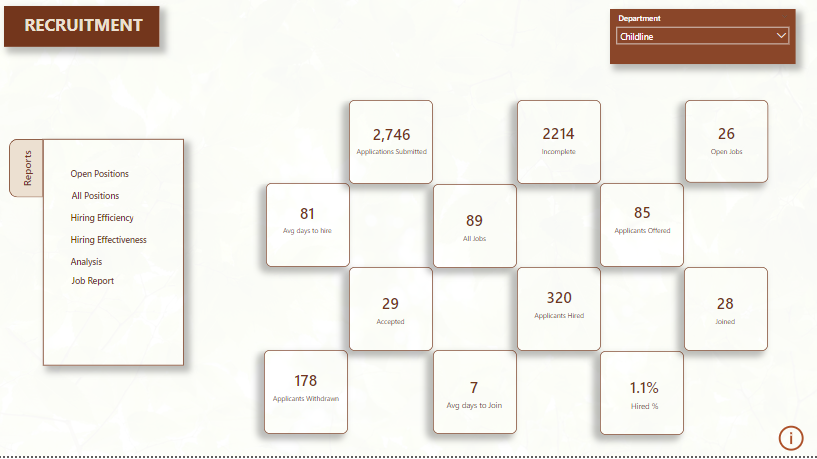 RECRUITMENT
Department
Childline
Reports
Open Positions
All Positions
Hiring Efficiency
Hiring Effectiveness
Analysis
Job Report
2,746
Applications Submitted
2214
Incomplete
26
Open Jobs
81
Avg days to hire
89
All Jobs
85
Applicants Offered
29
Accepted
320
Applicants Hired
28
Joined
178
Applicants Withdrawn
7
Avg days to Join
1.1%
Hired %
i